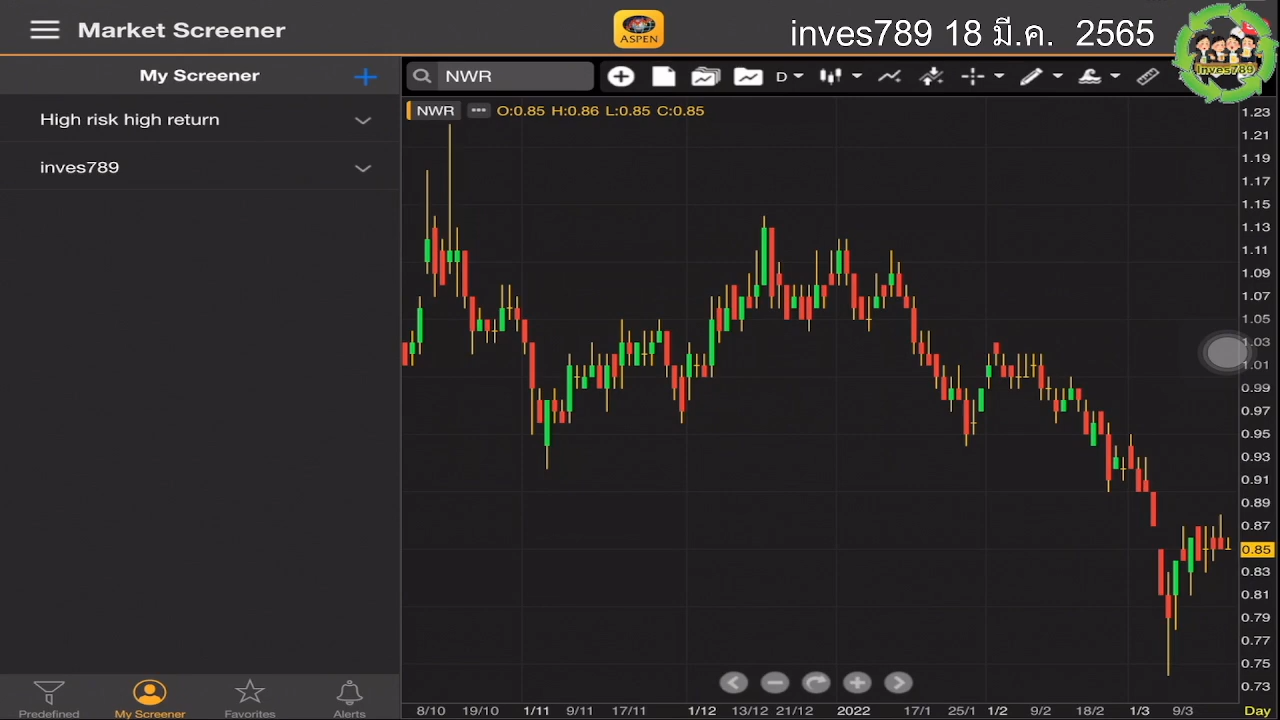 Market Screener
ASPEN
inves789 18 มี.ค. 2565
Inves789
My Screener
NWR
D
High risk high return
inves789
NWR
O:0.85 H:0.86 L:0.85 C:0.85
1.23
1.21
1.19
1.17
1.15
1.13
1.11
1.09
1.07
1.05
1.03
1.01
0.99
0.97
0.95
0.93
0.91
0.89
0.87
0.85
0.83
0.81
0.79
0.77
0.75
0.73
8/10 19/10 1/11 9/11 17/11 1/12 13/12 21/12 2022 17/1 25/1 1/2 9/2 18/2 1/3 9/3 Day
Predefined
My Screener
Favorites
Alerts